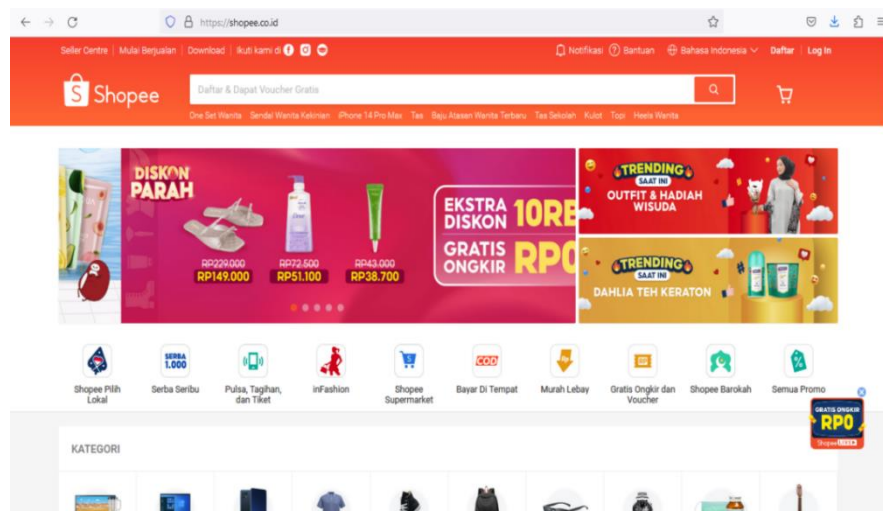 https://shopee.co.id
Seller Centre | Mulai Berjualan | Download | Ikuti kami di
Notifikasi Bantuan Bahasa Indonesia Daftar | Log In
Shopee
Daftar & Dapat Voucher Gratis
One Set Wanita Sendal Wanita Kekinian iPhone 14 Pro Max Tas Baju Atasan Wanita Terbaru Tas Sekolah Kulot Topi Heels Wanita
DISKON
PARAH
RP229.000 RP72.500 RP43.000
RP149.000 RP51.100 RP38.700
EKSTRA
DISKON 10RB
GRATIS
ONGKIR RP0
TRENDING
SAAT INI
OUTFIT & HADIAH
WISUDA
TRENDING
SAAT INI
DAHLIA TEH KERATON
SERBA
1.000
COD
Shopee Pilih
Lokal
Serba Seribu
Pulsa, Tagihan,
dan Tiket
inFashion
Shopee
Supermarket
Bayar Di Tempat
Murah Lebay
Gratis Ongkir dan
Voucher
Shopee Barokah
Semua Promo
GRATIS ONGKIR
RP0
Shopee LIVE
KATEGORI